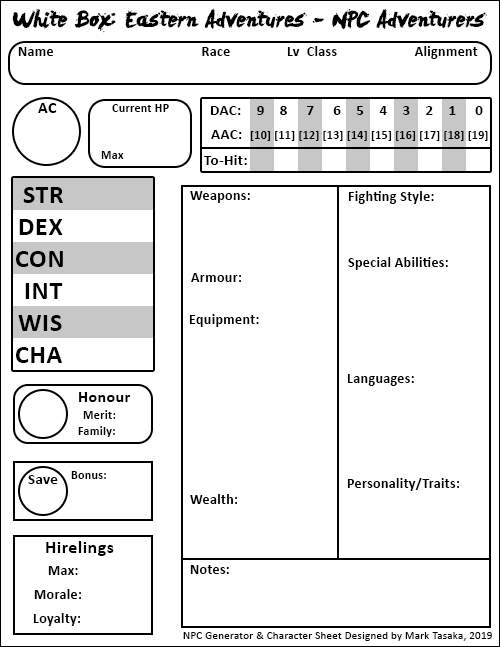 White Box: Eastern Adventures - NPC Adventurers
Name Race Lv Class Alignment
AC
Current HP
Max
DAC: 9 8 7 6 5 4 3 2 1 0
AAC: [10] [11] [12] [13] [14] [15] [16] [17] [18] [19]
To-Hit:
STR
DEX
CON
INT
WIS
CHA
Honour
Merit:
Family:
Save
Bonus:
Hirelings
Max:
Morale:
Loyalty:
Weapons:
Armour:
Equipment:
Wealth:
Fighting Style:
Special Abilities:
Languages:
Personality/Traits:
Notes:
NPC Generator & Character Sheet Designed by Mark Tasaka, 2019